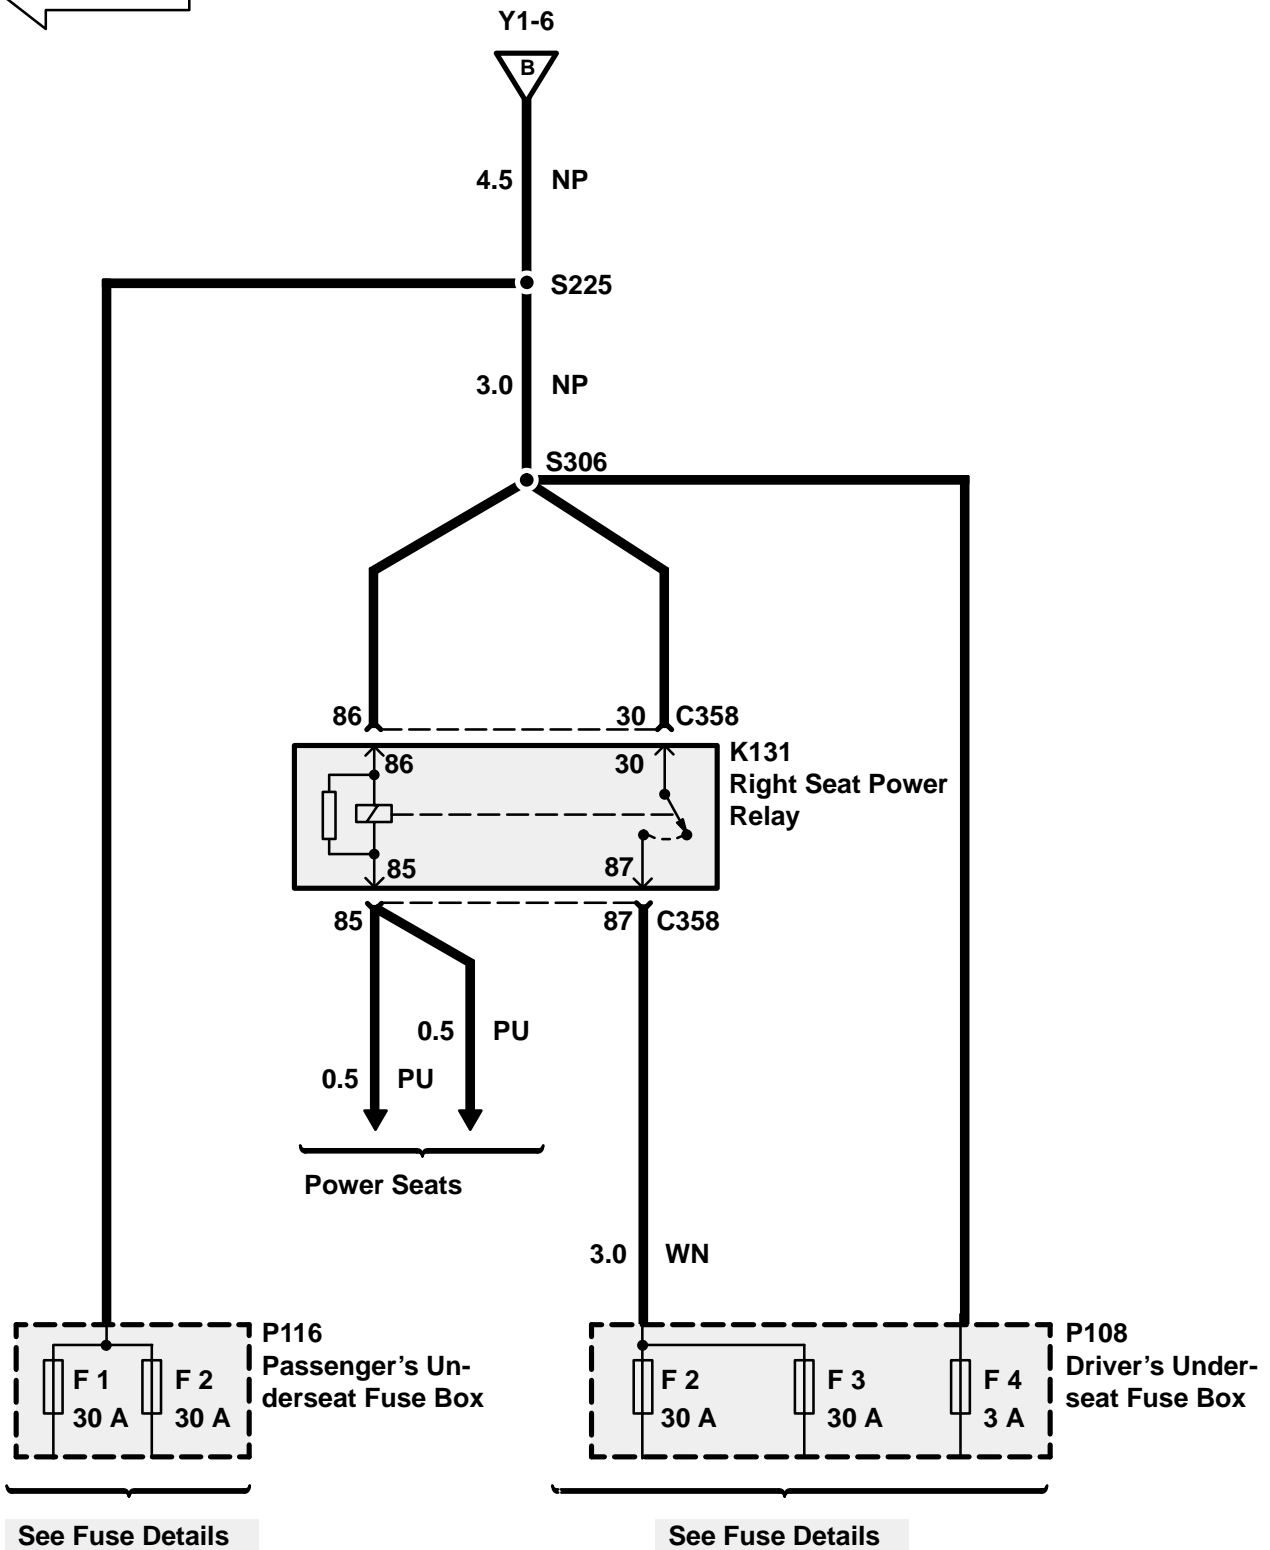 Y1-6
B
4.5 NP
S225
3.0 NP
S306
86 30 C358
86 30
K131
Right Seat Power
Relay
85 87
85 87 C358
0.5 PU
0.5 PU
Power Seats
3.0 WN
P116
Passenger’s Un-
derseat Fuse Box
F 1 F 2
30 A 30 A
P108
Driver’s Under-
seat Fuse Box
F 2 F 3 F 4
30 A 30 A 3 A
See Fuse Details See Fuse Details